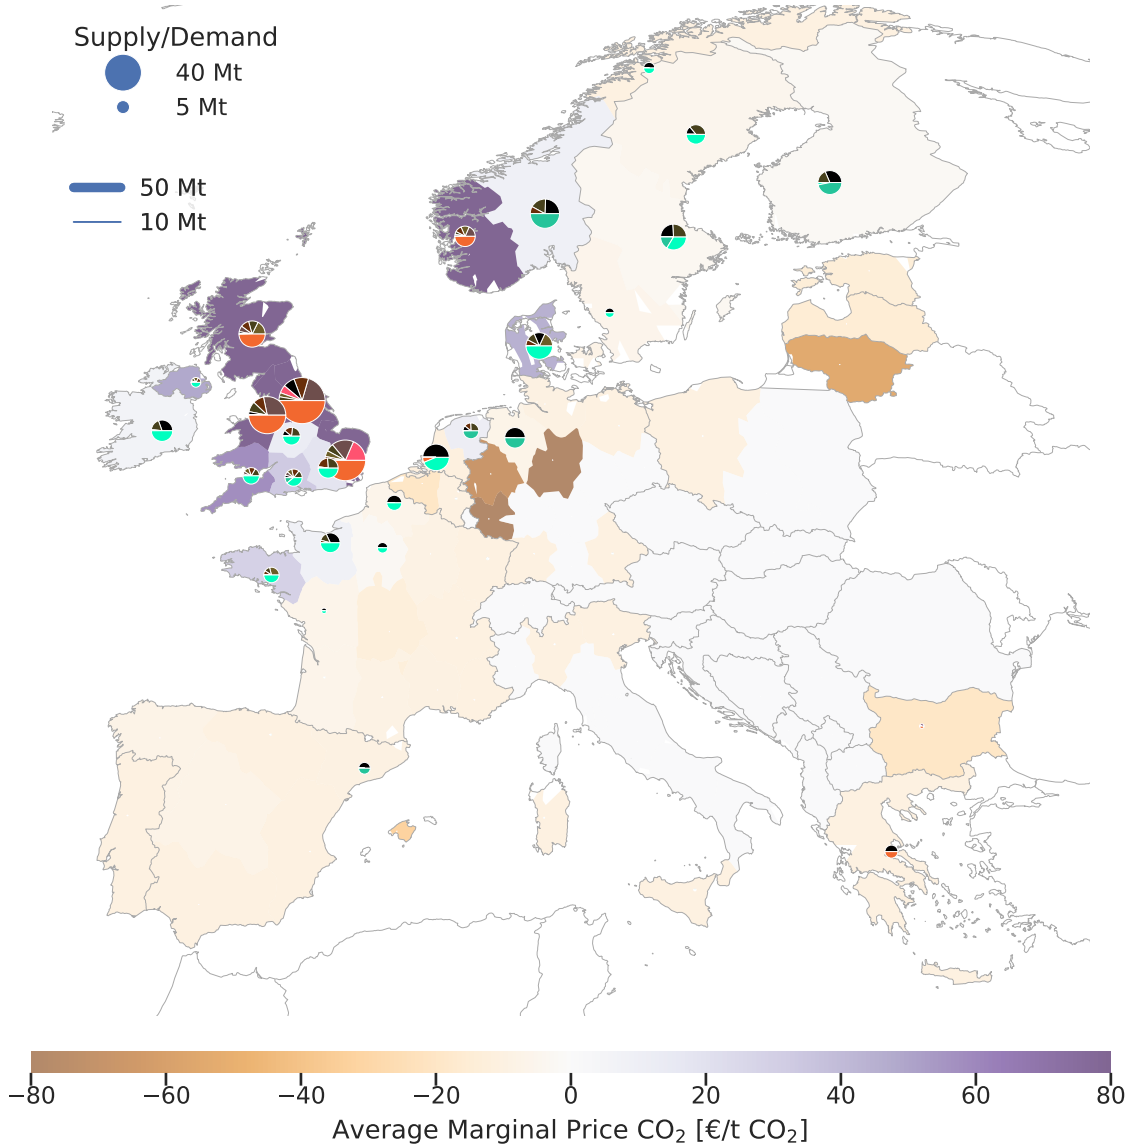 Supply/Demand
40 Mt
5 Mt
50 Mt
10 Mt
−80 −60 −40 −20 0 20 40 60 80
Average Marginal Price CO₂ [€/t CO₂]